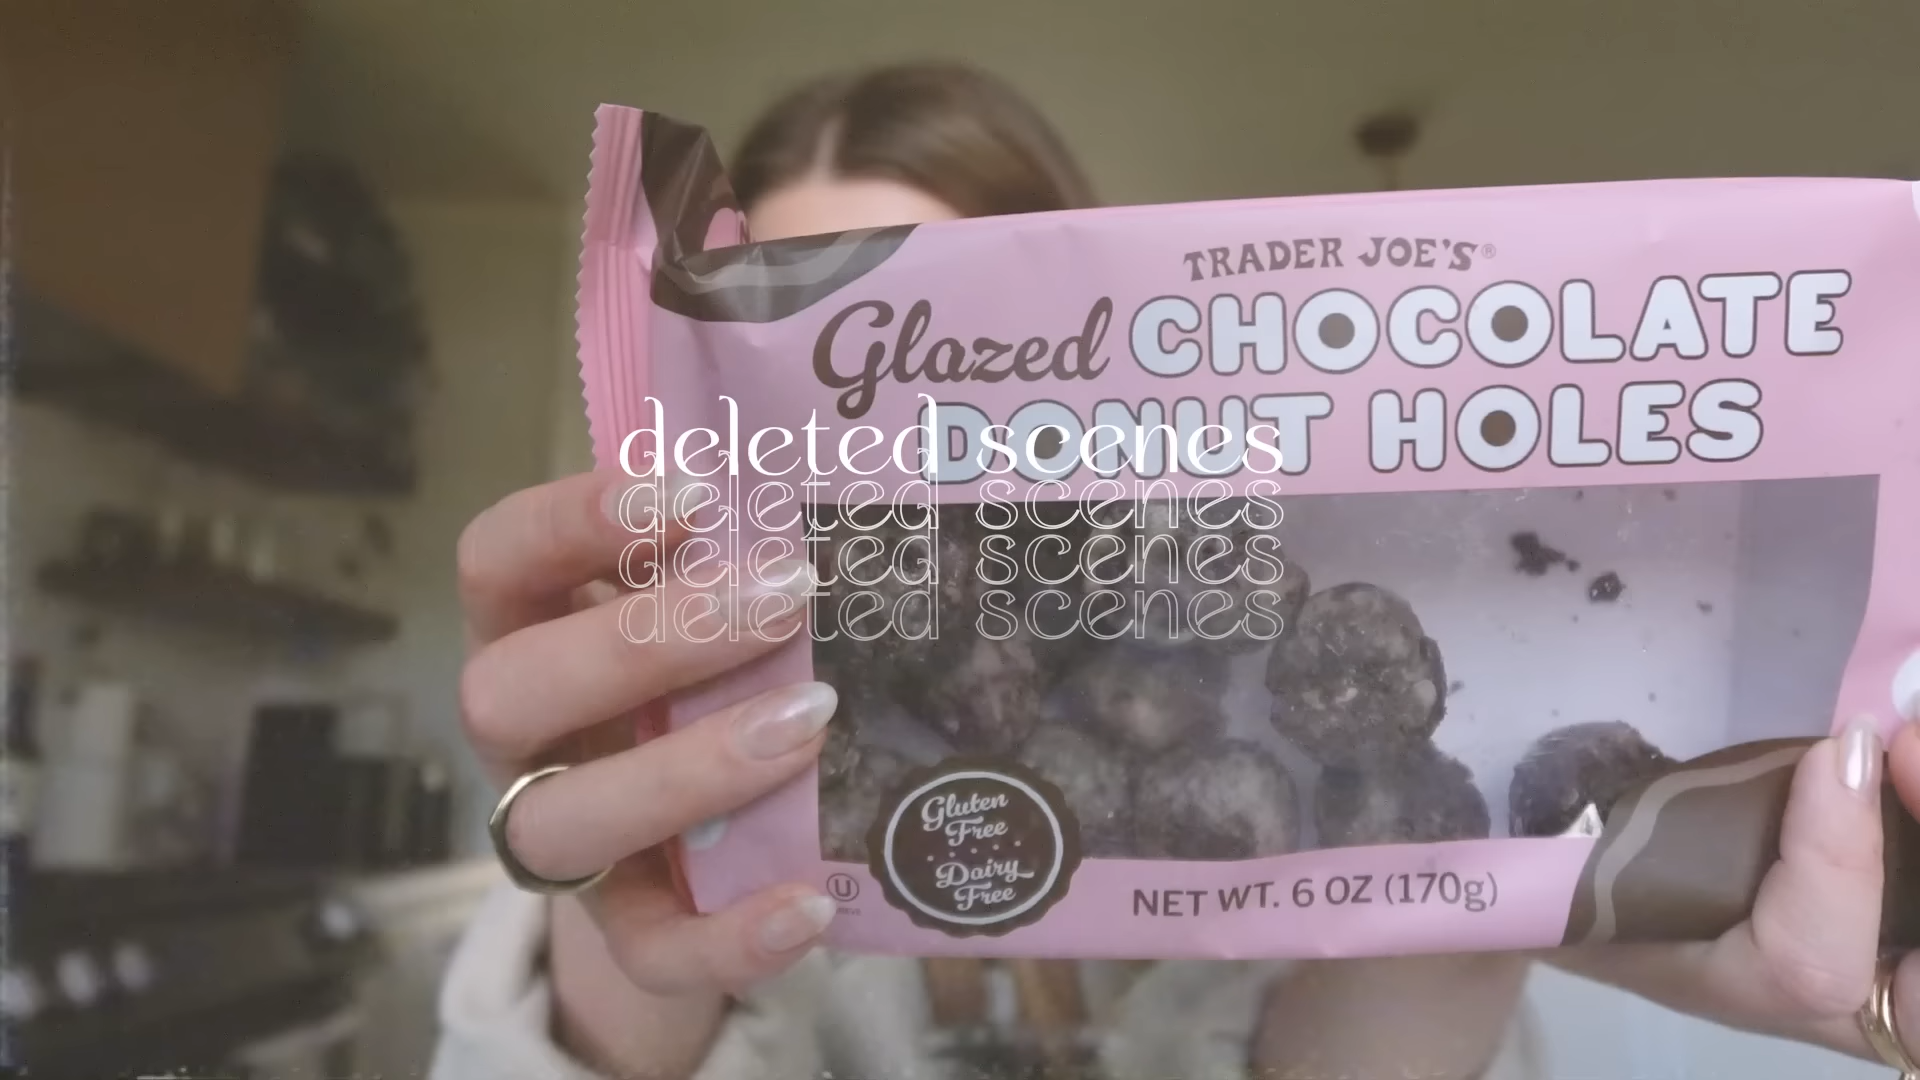 TRADER JOE'S®
Glazed CHOCOLATE
DONUT HOLES
deleted scenes
deleted scenes
deleted scenes
deleted scenes
Gluten
Free
Dairy
Free
U
NET WT. 6 OZ (170g)